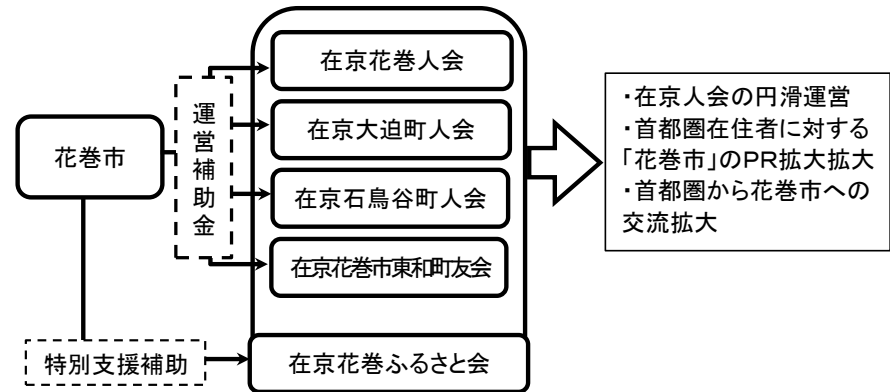 花巻市
運営補助金
特別支援補助
在京花巻人会
在京大迫町人会
在京石鳥谷町人会
在京花巻市東和町友会
在京花巻ふるさと会
・在京人会の円滑運営
・首都圏在住者に対する
「花巻市」のPR拡大拡大
・首都圏から花巻市への
交流拡大